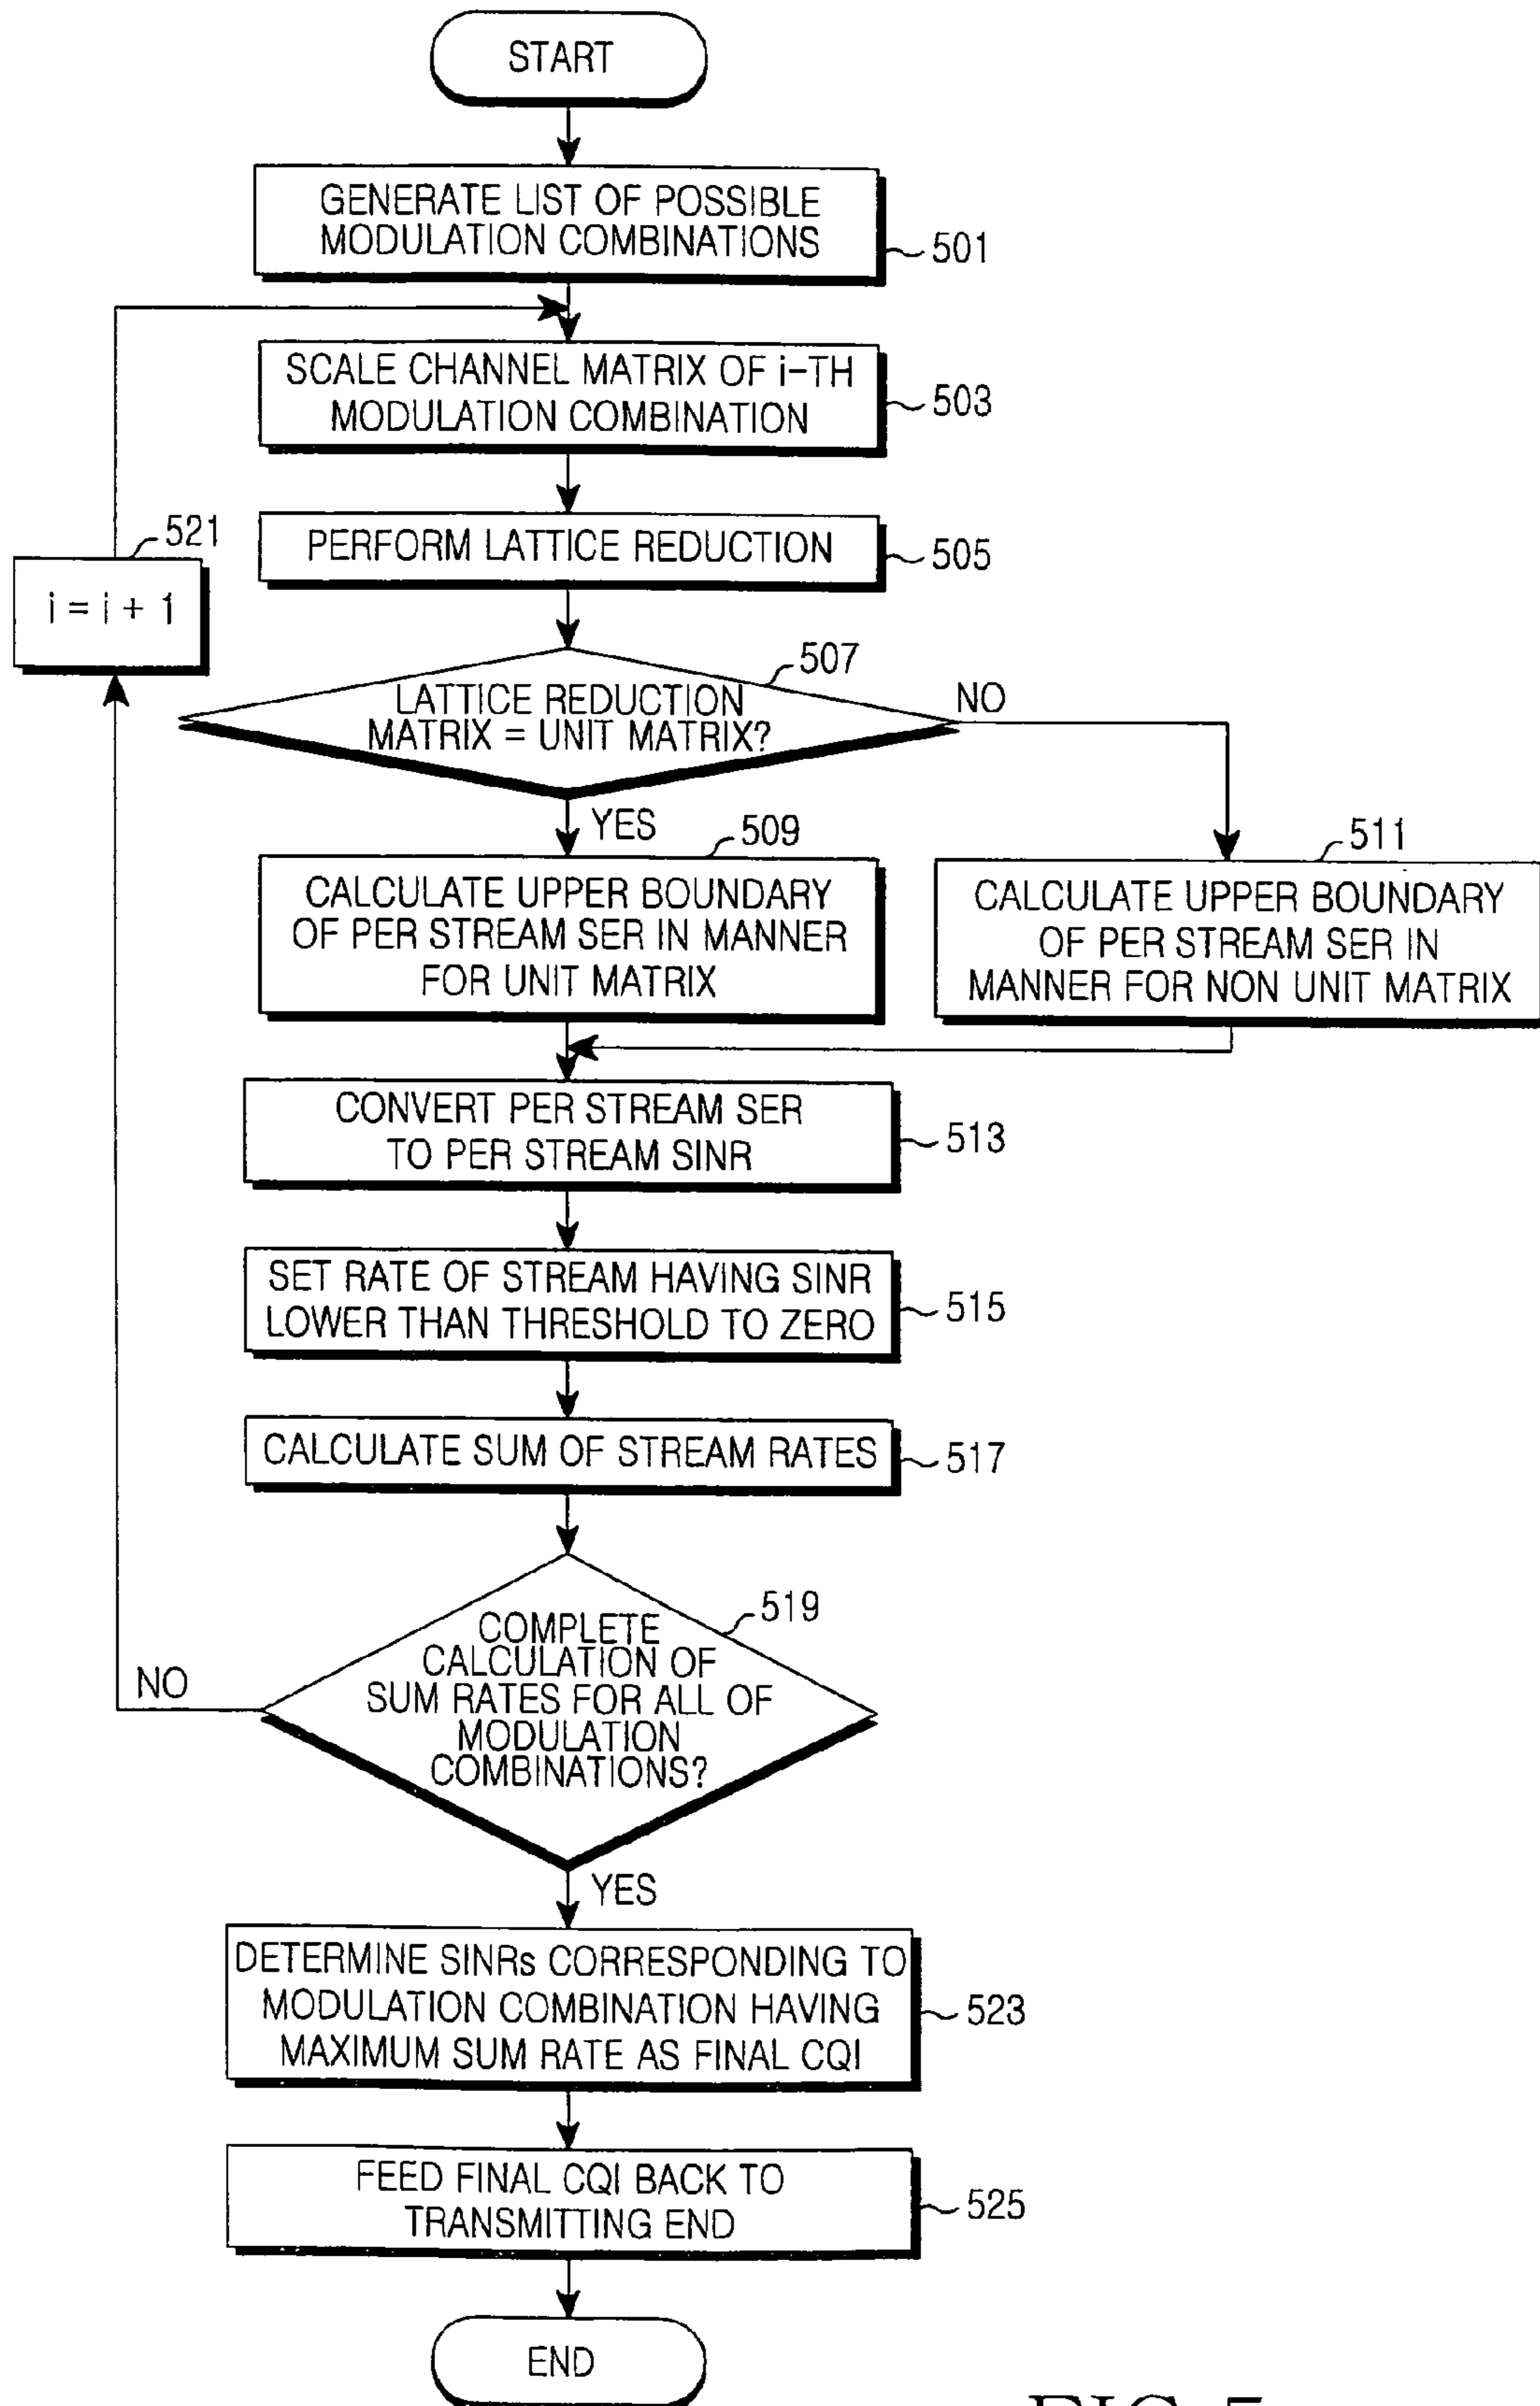 START
GENERATE LIST OF POSSIBLE
MODULATION COMBINATIONS
501
SCALE CHANNEL MATRIX OF i-TH
MODULATION COMBINATION
503
PERFORM LATTICE REDUCTION
505
521
i = i + 1
507
LATTICE REDUCTION
MATRIX = UNIT MATRIX?
NO
YES
509
CALCULATE UPPER BOUNDARY
OF PER STREAM SER IN MANNER
FOR UNIT MATRIX
511
CALCULATE UPPER BOUNDARY
OF PER STREAM SER IN
MANNER FOR NON UNIT MATRIX
CONVERT PER STREAM SER
TO PER STREAM SINR
513
SET RATE OF STREAM HAVING SINR
LOWER THAN THRESHOLD TO ZERO
515
CALCULATE SUM OF STREAM RATES
517
519
COMPLETE
CALCULATION OF
SUM RATES FOR ALL OF
MODULATION
COMBINATIONS?
NO
YES
DETERMINE SINRs CORRESPONDING TO
MODULATION COMBINATION HAVING
MAXIMUM SUM RATE AS FINAL CQI
523
FEED FINAL CQI BACK TO
TRANSMITTING END
525
END